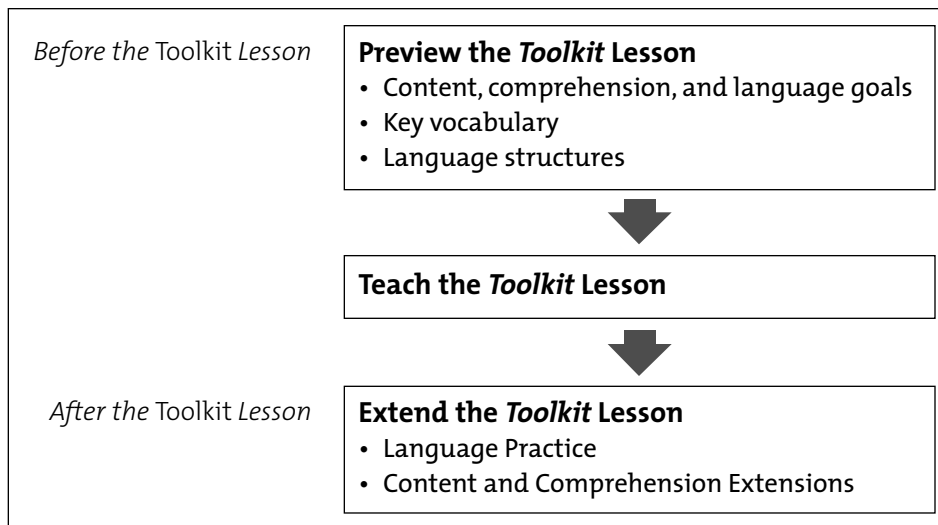 Before the Toolkit Lesson
Preview the Toolkit Lesson
• Content, comprehension, and language goals
• Key vocabulary
• Language structures
Teach the Toolkit Lesson
After the Toolkit Lesson
Extend the Toolkit Lesson
• Language Practice
• Content and Comprehension Extensions